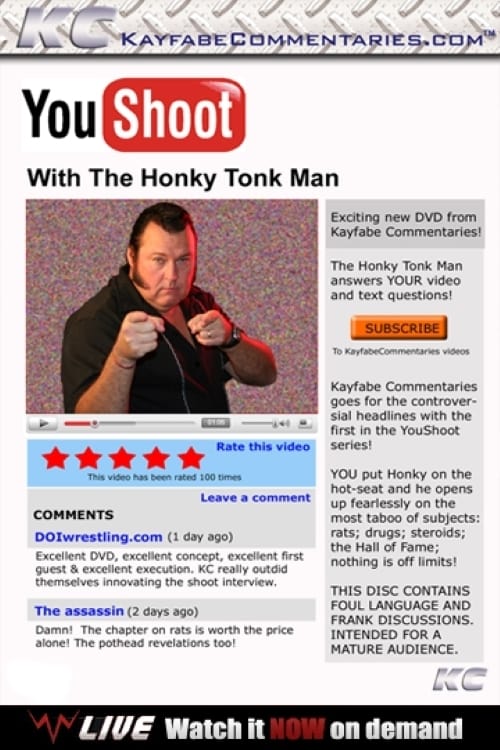 KC KAYFABECOMMENTARIES.COM™
You Shoot
With The Honky Tonk Man
Exciting new DVD from
Kayfabe Commentaries!
The Honky Tonk Man
answers YOUR video
and text questions!
SUBSCRIBE
To KayfabeCommentaries videos
Kayfabe Commentaries
goes for the controver-
sial headlines with the
first in the YouShoot
series!
YOU put Honky on the
hot-seat and he opens
up fearlessly on the
most taboo of subjects:
rats; drugs; steroids;
the Hall of Fame;
nothing is off limits!
THIS DISC CONTAINS
FOUL LANGUAGE AND
FRANK DISCUSSIONS.
INTENDED FOR A
MATURE AUDIENCE.
01:05
Rate this video
This video has been rated 100 times
Leave a comment
COMMENTS
DOIwrestling.com (1 day ago)
Excellent DVD, excellent concept, excellent first
guest & excellent execution. KC really outdid
themselves innovating the shoot interview.
The assassin (2 days ago)
Damn! The chapter on rats is worth the price
alone! The pothead revelations too!
KC
LIVE Watch it NOW on demand